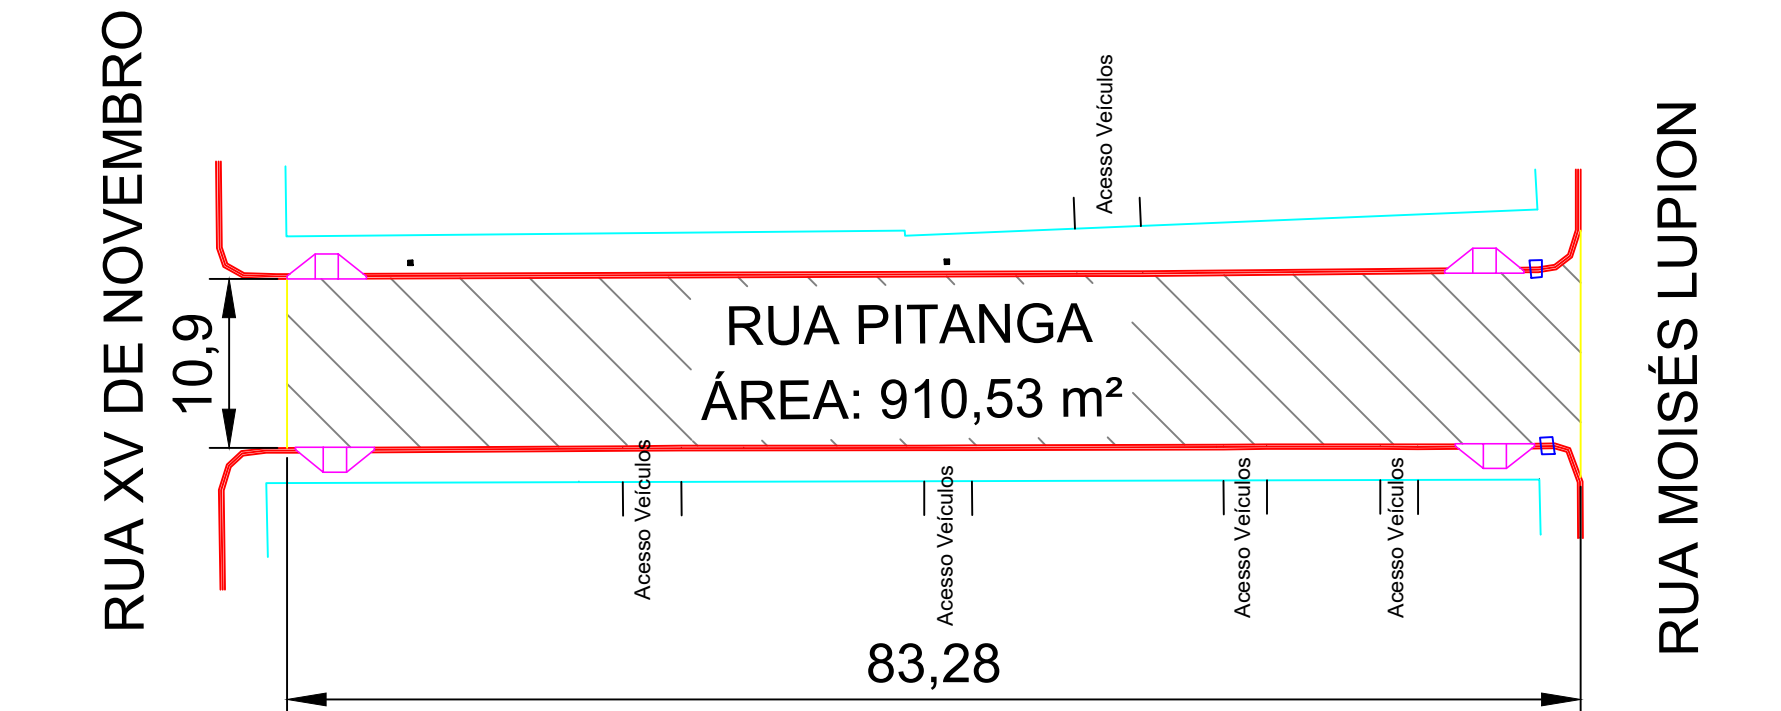 RUA XV DE NOVEMBRO
Acesso Veículos
RUA MOISÉS LUPION
10,9
RUA PITANGA
ÁREA: 910,53 m²
Acesso Veículos
Acesso Veículos
Acesso Veículos
Acesso Veículos
83,28